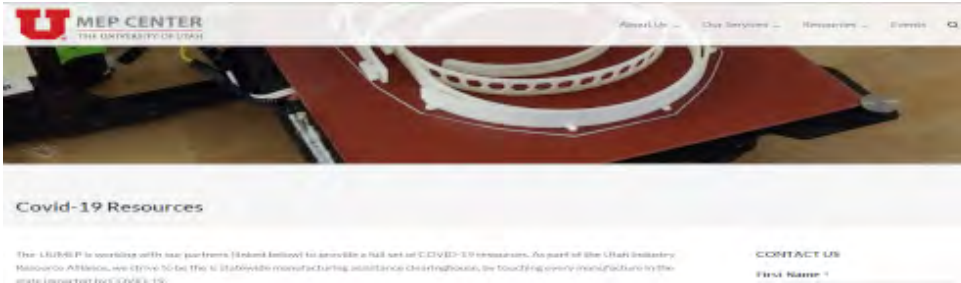 MEP CENTER
THE UNIVERSITY OF UTAH
About Us
Our Services
Resources
Events
Covid-19 Resources
The UUMEP is working with our partners (linked below) to provide a full set of COVID-19 resources. As part of the Utah Industry
Resource Alliance, we strive to be the is statewide manufacturing assistance clearinghouse, by touching every manufacture in the
state impacted by COVID-19.
CONTACT US
First Name *